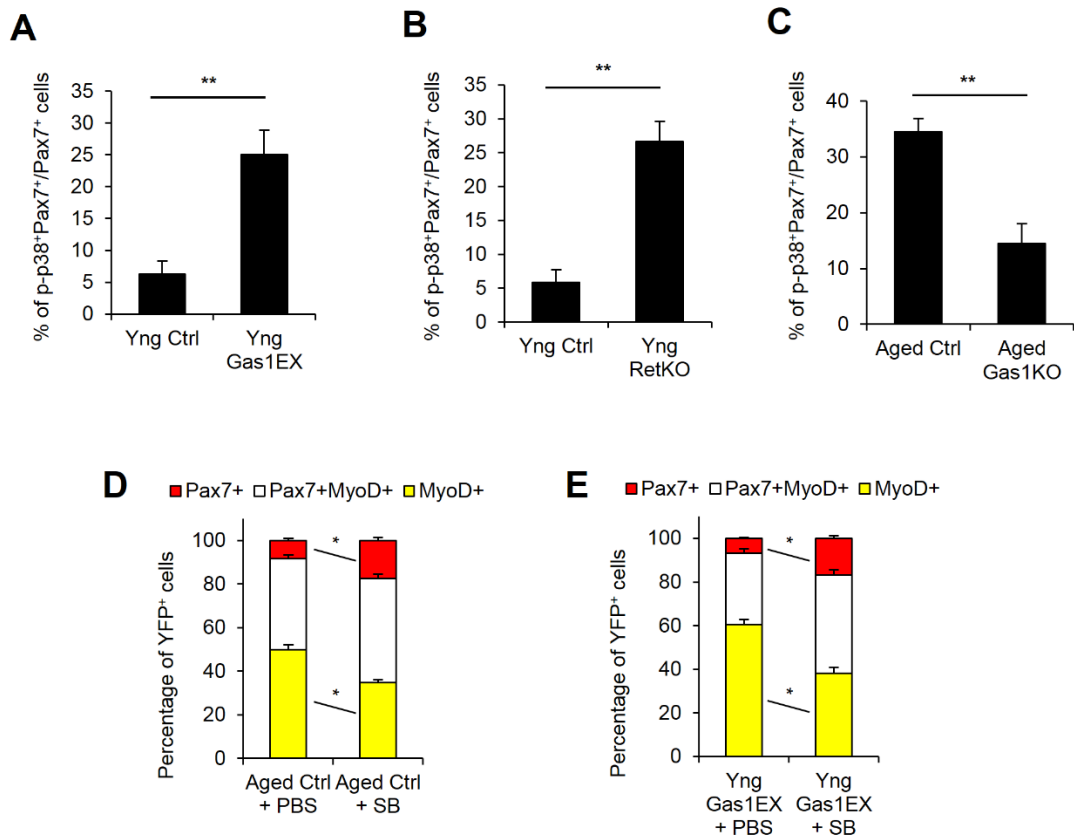 A
**
35
30
25
20
15
10
5
0
% of p-p38⁺Pax7⁺/Pax7⁺ cells
Yng Ctrl
Yng
Gas1EX
B
**
35
30
25
20
15
10
5
0
% of p-p38⁺Pax7⁺/Pax7⁺ cells
Yng Ctrl
Yng
RetKO
C
**
40
30
20
10
0
% of p-p38⁺Pax7⁺/Pax7⁺ cells
Aged Ctrl
Aged
Gas1KO
D
Pax7+ Pax7+MyoD+ MyoD+
100
80
60
40
20
0
Percentage of YFP⁺ cells
*
*
Aged Ctrl
+ PBS
Aged Ctrl
+ SB
E
Pax7+ Pax7+MyoD+ MyoD+
100
80
60
40
20
0
Percentage of YFP⁺ cells
*
*
Yng
Gas1EX
+ PBS
Yng
Gas1EX
+ SB